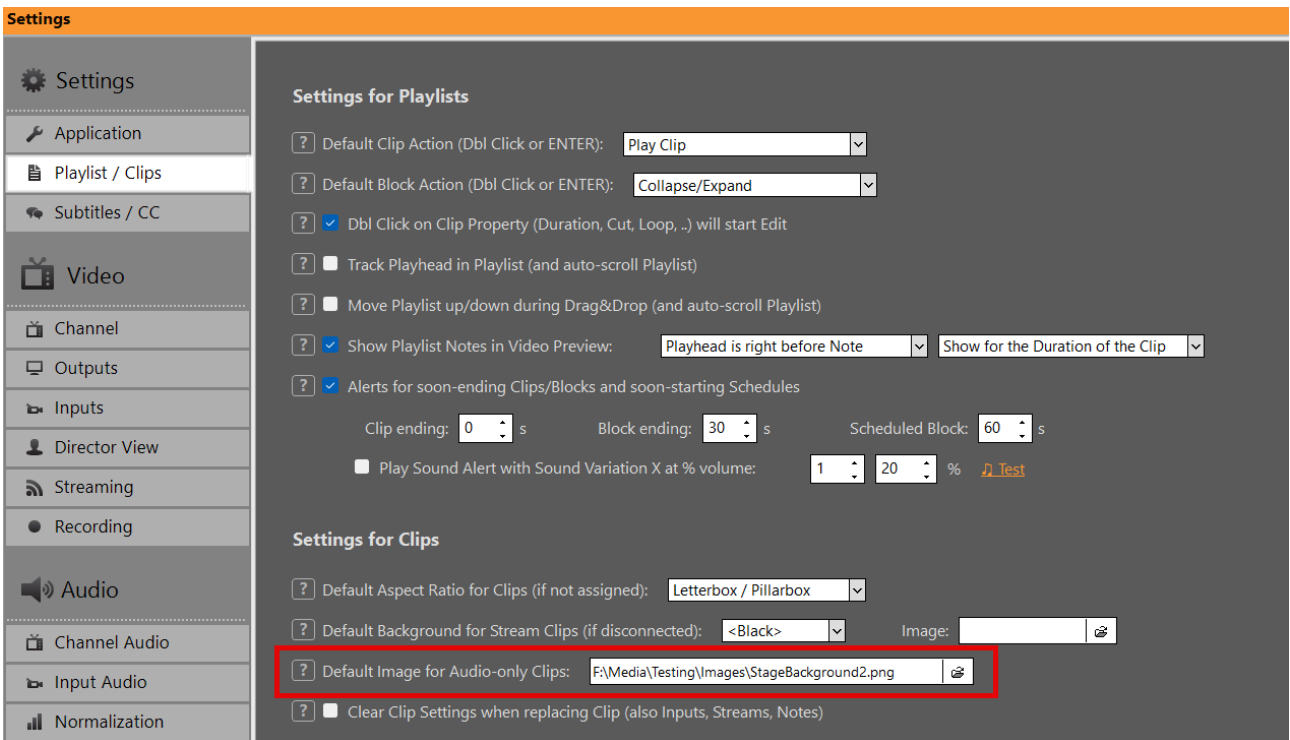 Settings
Settings
Application
Playlist / Clips
Subtitles / CC
Video
Channel
Outputs
Inputs
Director View
Streaming
Recording
Audio
Channel Audio
Input Audio
Normalization
Settings for Playlists
? Default Clip Action (Dbl Click or ENTER): Play Clip
? Default Block Action (Dbl Click or ENTER): Collapse/Expand
? Dbl Click on Clip Property (Duration, Cut, Loop, ..) will start Edit
? Track Playhead in Playlist (and auto-scroll Playlist)
? Move Playlist up/down during Drag&Drop (and auto-scroll Playlist)
? Show Playlist Notes in Video Preview: Playhead is right before Note Show for the Duration of the Clip
? Alerts for soon-ending Clips/Blocks and soon-starting Schedules
Clip ending: 0 s Block ending: 30 s Scheduled Block: 60 s
Play Sound Alert with Sound Variation X at % volume: 1 20 % ♫ Test
Settings for Clips
? Default Aspect Ratio for Clips (if not assigned): Letterbox / Pillarbox
? Default Background for Stream Clips (if disconnected): <Black> Image:
? Default Image for Audio-only Clips: F:\Media\Testing\Images\StageBackground2.png
? Clear Clip Settings when replacing Clip (also Inputs, Streams, Notes)